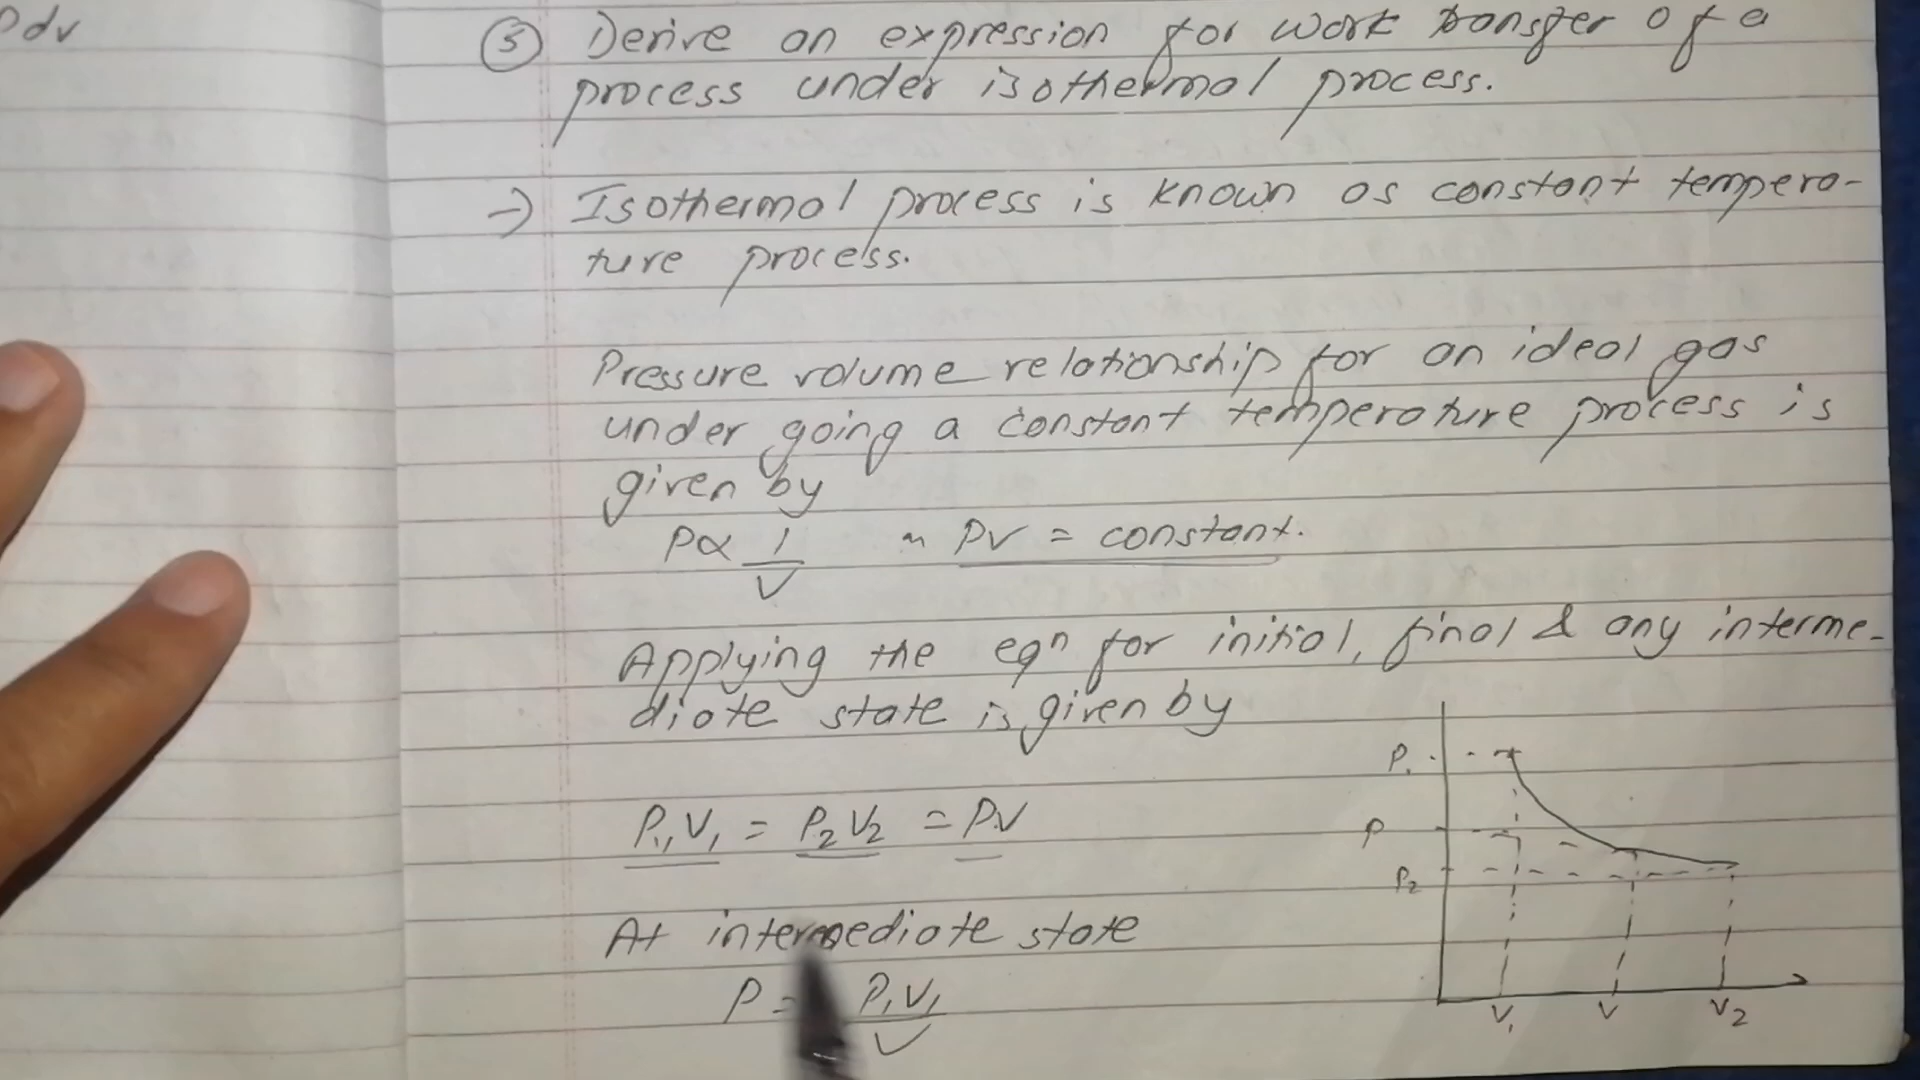 pdv
⑤ Derive an expression for work transfer of a
process under isothermal process.
→) Isothermal process is known as constant tempera-
ture process.
Pressure volume relationship for an ideal gas
under going a constant temperature process is
given by
P∝ 1/V ~ PV = constant.
Applying the eqn for initial, final & any interme-
diate state is given by
P1V1 = P2V2 = PV
At intermediate state
P = P1V1/V
P1
P
P2
V1 V V2